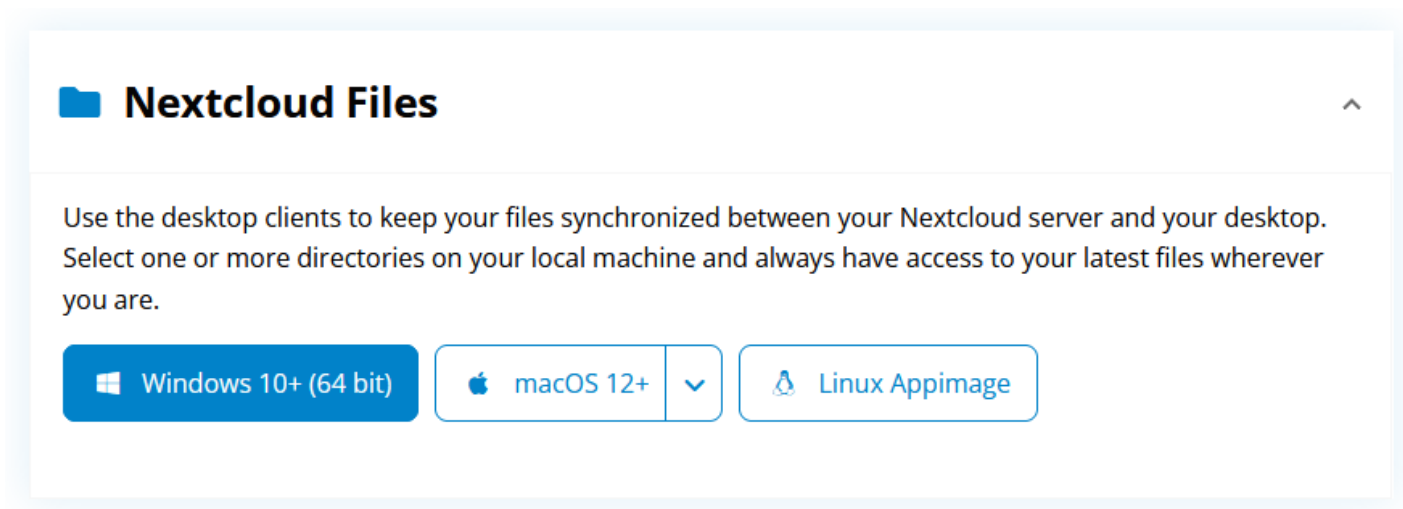 Nextcloud Files
Use the desktop clients to keep your files synchronized between your Nextcloud server and your desktop.
Select one or more directories on your local machine and always have access to your latest files wherever
you are.
Windows 10+ (64 bit)
macOS 12+
Linux Appimage